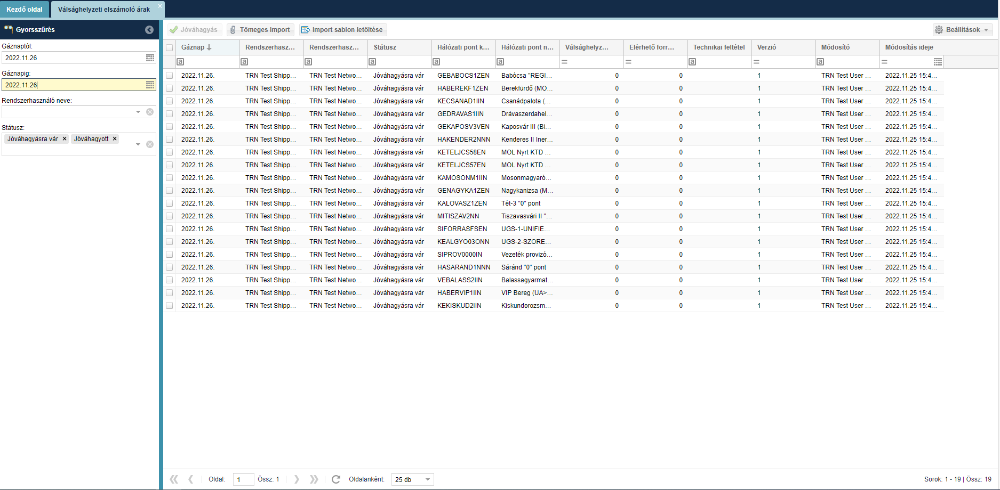 Kezdő oldal
Válsághelyzeti elszámoló árak
Gyorsszűrés
Gáznaptól:
2022.11.26
Gáznapig:
2022.11.26
Rendszerhasználó neve:
Státusz:
Jóváhagyásra vár
Jóváhagyott
Jóváhagyás Tömeges Import Import sablon letöltése Beállítások
Gáznap Rendszerhasz... Rendszerhasz... Státusz Hálózati pont k... Hálózati pont n... Válsághelyz... Elérhető forr... Technikai feltétel Verzió Módosító Módosítás ideje
2022.11.26. TRN Test Shipp... TRN Test Netwo... Jóváhagyásra vár GEBABOCS1ZEN Babócsa "REGI... 0 0 1 TRN Test User ... 2022.11.25 15:4...
2022.11.26. TRN Test Shipp... TRN Test Netwo... Jóváhagyásra vár HABEREKF1ZEN Berekfürdő (MO... 0 0 1 TRN Test User ... 2022.11.25 15:4...
2022.11.26. TRN Test Shipp... TRN Test Netwo... Jóváhagyásra vár KECSANAD1IIN Csanádpalota (... 0 0 1 TRN Test User ... 2022.11.25 15:4...
2022.11.26. TRN Test Shipp... TRN Test Netwo... Jóváhagyásra vár GEDRAVAS1IIN Drávaszerdahel... 0 0 1 TRN Test User ... 2022.11.25 15:4...
2022.11.26. TRN Test Shipp... TRN Test Netwo... Jóváhagyásra vár GEKAPOSV3VEN Kaposvár III (Bi... 0 0 1 TRN Test User ... 2022.11.25 15:4...
2022.11.26. TRN Test Shipp... TRN Test Netwo... Jóváhagyásra vár HAKENDER2NNN Kenderes II Iner... 0 0 1 TRN Test User ... 2022.11.25 15:4...
2022.11.26. TRN Test Shipp... TRN Test Netwo... Jóváhagyásra vár KETELJCS58EN MOL Nyrt KTD ... 0 0 1 TRN Test User ... 2022.11.25 15:4...
2022.11.26. TRN Test Shipp... TRN Test Netwo... Jóváhagyásra vár KETELJCS57EN MOL Nyrt KTD ... 0 0 1 TRN Test User ... 2022.11.25 15:4...
2022.11.26. TRN Test Shipp... TRN Test Netwo... Jóváhagyásra vár KAMOSONM1IIN Mosonmagyaró... 0 0 1 TRN Test User ... 2022.11.25 15:4...
2022.11.26. TRN Test Shipp... TRN Test Netwo... Jóváhagyásra vár GENAGYKA1ZEN Nagykanizsa (M... 0 0 1 TRN Test User ... 2022.11.25 15:4...
2022.11.26. TRN Test Shipp... TRN Test Netwo... Jóváhagyásra vár KALOVASZ1ZEN Tét-3 "0" pont 0 0 1 TRN Test User ... 2022.11.25 15:4...
2022.11.26. TRN Test Shipp... TRN Test Netwo... Jóváhagyásra vár MITISZAV2NN Tiszavasvári II "... 0 0 1 TRN Test User ... 2022.11.25 15:4...
2022.11.26. TRN Test Shipp... TRN Test Netwo... Jóváhagyásra vár SIFORRASFSEN UGS-1-UNIFIE... 0 0 1 TRN Test User ... 2022.11.25 15:4...
2022.11.26. TRN Test Shipp... TRN Test Netwo... Jóváhagyásra vár KEALGYO03ONN UGS-2-SZORE... 0 0 1 TRN Test User ... 2022.11.25 15:4...
2022.11.26. TRN Test Shipp... TRN Test Netwo... Jóváhagyásra vár SIPROV0000IN Vezeték provizó... 0 0 1 TRN Test User ... 2022.11.25 15:4...
2022.11.26. TRN Test Shipp... TRN Test Netwo... Jóváhagyásra vár HASARAND1NNN Sáránd "0" pont 0 0 1 TRN Test User ... 2022.11.25 15:4...
2022.11.26. TRN Test Shipp... TRN Test Netwo... Jóváhagyásra vár VEBALASS2IIN Balassagyarmat... 0 0 1 TRN Test User ... 2022.11.25 15:4...
2022.11.26. TRN Test Shipp... TRN Test Netwo... Jóváhagyásra vár HABERVIP1IIN VIP Bereg (UA>... 0 0 1 TRN Test User ... 2022.11.25 15:4...
2022.11.26. TRN Test Shipp... TRN Test Netwo... Jóváhagyásra vár KEKISKUD2IIN Kiskundorozsm... 0 0 1 TRN Test User ... 2022.11.25 15:4...
Oldal: 1 Össz: 1 Oldalanként: 25 db Sorok: 1 - 19 | Össz: 19